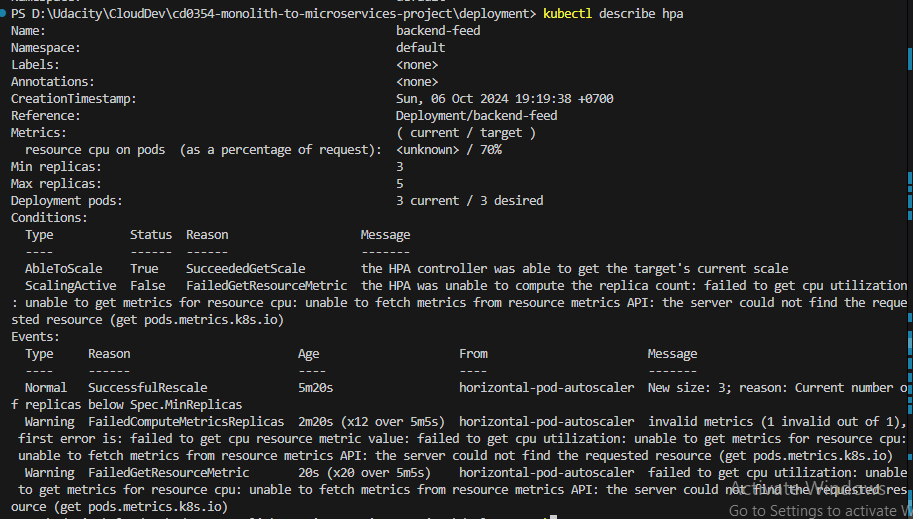 PS D:\Udacity\CloudDev\cd0354-monolith-to-microservices-project\deployment> kubectl describe hpa
Name:                                                  backend-feed
Namespace:                                             default
Labels:                                                <none>
Annotations:                                           <none>
CreationTimestamp:                                     Sun, 06 Oct 2024 19:19:38 +0700
Reference:                                             Deployment/backend-feed
Metrics:                                               ( current / target )
  resource cpu on pods  (as a percentage of request):  <unknown> / 70%
Min replicas:                                          3
Max replicas:                                          5
Deployment pods:                                       3 current / 3 desired
Conditions:
  Type           Status  Reason                   Message
  ----           ------  ------                   -------
  AbleToScale    True    SucceededGetScale        the HPA controller was able to get the target's current scale
  ScalingActive  False   FailedGetResourceMetric  the HPA was unable to compute the replica count: failed to get cpu utilization
: unable to get metrics for resource cpu: unable to fetch metrics from resource metrics API: the server could not find the reque
sted resource (get pods.metrics.k8s.io)
Events:
  Type     Reason                        Age                   From                       Message
  ----     ------                        ----                  ----                       -------
  Normal   SuccessfulRescale             5m20s                 horizontal-pod-autoscaler  New size: 3; reason: Current number o
f replicas below Spec.MinReplicas
  Warning  FailedComputeMetricsReplicas  2m20s (x12 over 5m5s)  horizontal-pod-autoscaler  invalid metrics (1 invalid out of 1),
 first error is: failed to get cpu resource metric value: failed to get cpu utilization: unable to get metrics for resource cpu:
 unable to fetch metrics from resource metrics API: the server could not find the requested resource (get pods.metrics.k8s.io)
  Warning  FailedGetResourceMetric       20s (x20 over 5m5s)   horizontal-pod-autoscaler  failed to get cpu utilization: unable
 to get metrics for resource cpu: unable to fetch metrics from resource metrics API: the server could not find the requested res
ource (get pods.metrics.k8s.io)
Activate Windows
Go to Settings to activate W